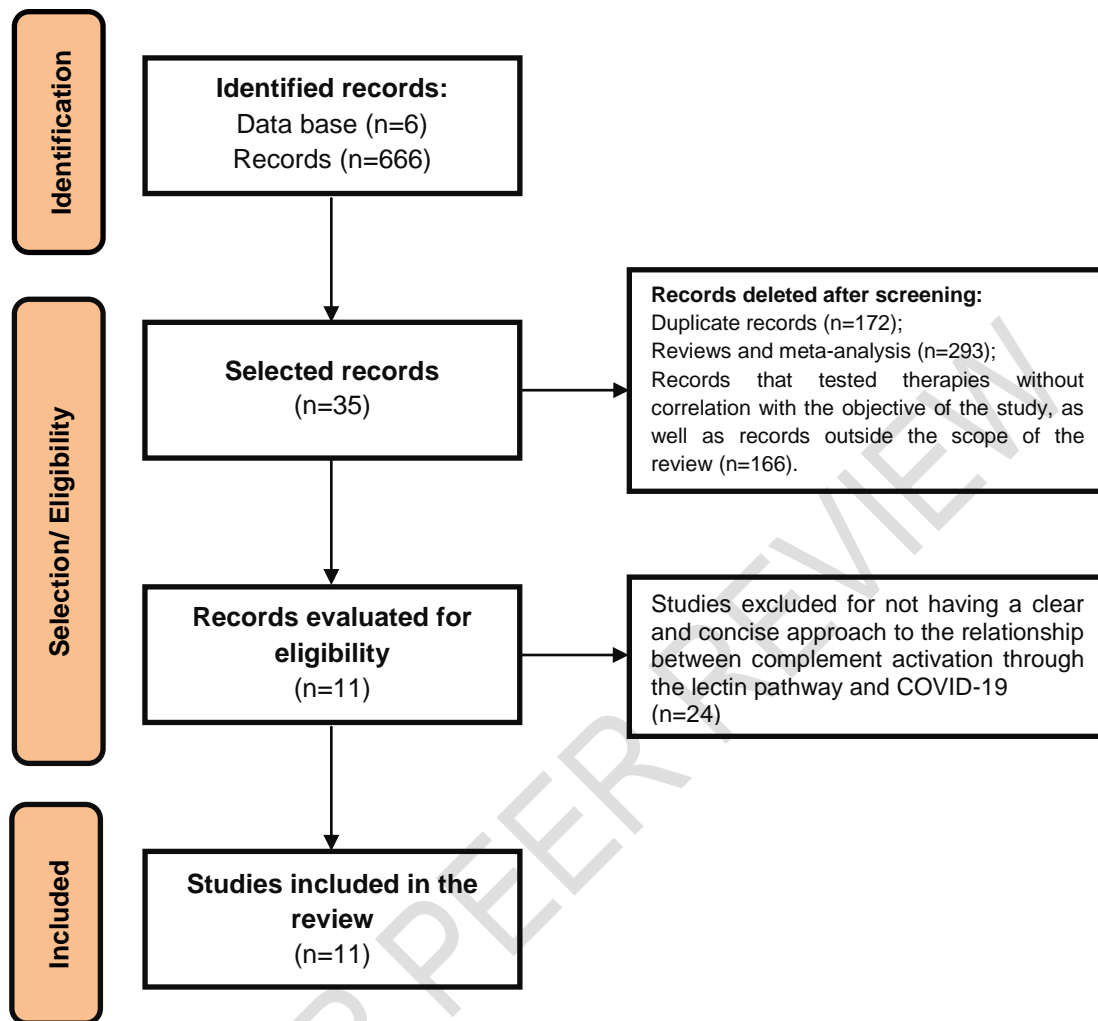 Identification
Identified records:
Data base (n=6)
Records (n=666)
Selection/ Eligibility
Selected records
(n=35)
Records deleted after screening:
Duplicate records (n=172);
Reviews and meta-analysis (n=293);
Records that tested therapies without
correlation with the objective of the study, as
well as records outside the scope of the
review (n=166).
Records evaluated for
eligibility
(n=11)
Studies excluded for not having a clear
and concise approach to the relationship
between complement activation through
the lectin pathway and COVID-19
(n=24)
Included
Studies included in the
review
(n=11)
PEER REVIEW